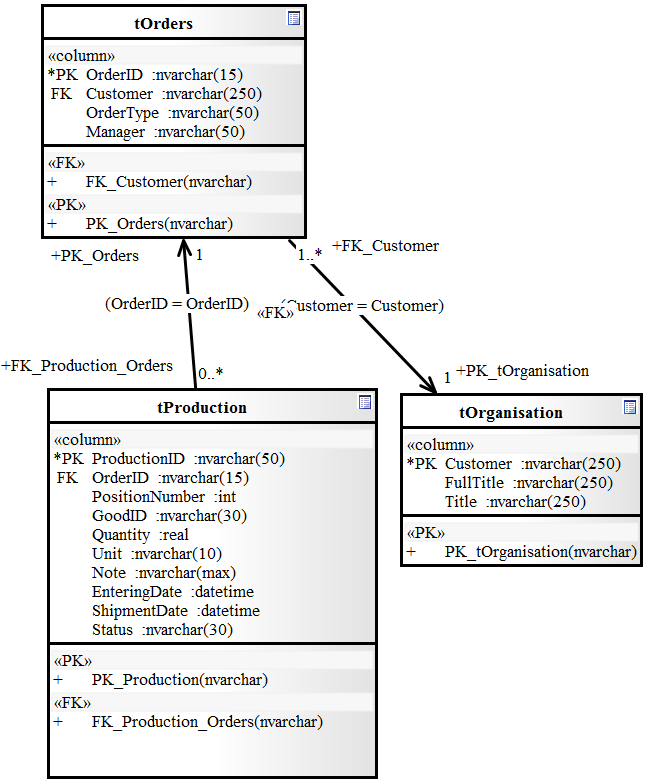 tOrders
«column»
*PK OrderID :nvarchar(15)
FK Customer :nvarchar(250)
OrderType :nvarchar(50)
Manager :nvarchar(50)
«FK»
+ FK_Customer(nvarchar)
«PK»
+ PK_Orders(nvarchar)
+PK_Orders 1
1..* +FK_Customer
(OrderID = OrderID)
«FK»
Customer = Customer)
+FK_Production_Orders 0..*
1 +PK_tOrganisation
tProduction
«column»
*PK ProductionID :nvarchar(50)
FK OrderID :nvarchar(15)
PositionNumber :int
GoodID :nvarchar(30)
Quantity :real
Unit :nvarchar(10)
Note :nvarchar(max)
EnteringDate :datetime
ShipmentDate :datetime
Status :nvarchar(30)
«PK»
+ PK_Production(nvarchar)
«FK»
+ FK_Production_Orders(nvarchar)
tOrganisation
«column»
*PK Customer :nvarchar(250)
FullTitle :nvarchar(250)
Title :nvarchar(250)
«PK»
+ PK_tOrganisation(nvarchar)